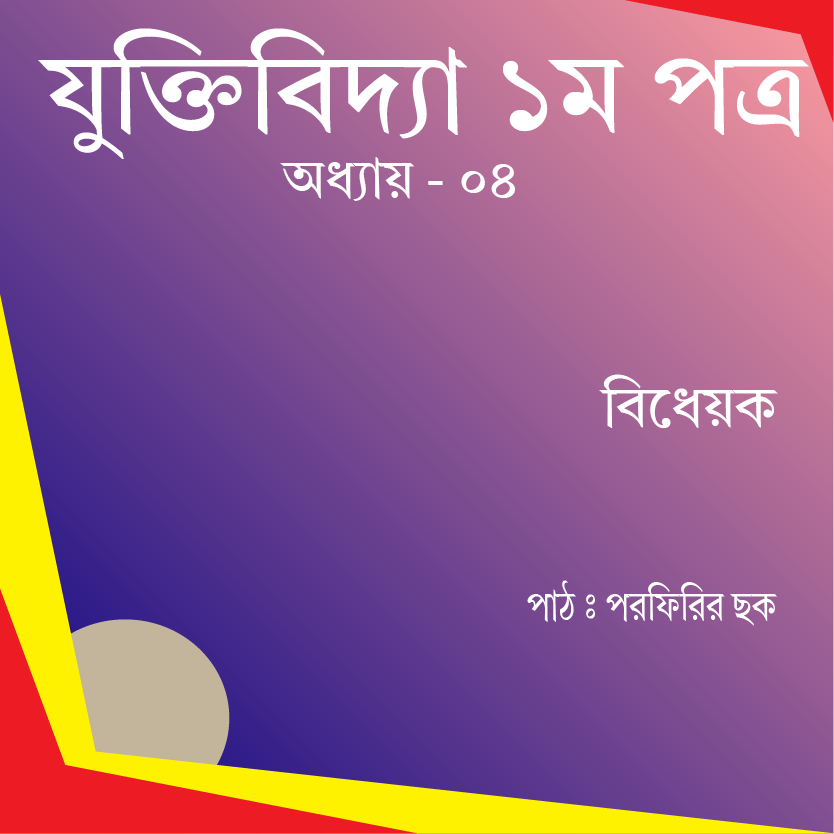 যুক্তিবিদ্যা ১ম পত্র
অধ্যায় - ০৪
বিধেয়ক
পাঠ ঃ পরফিরির ছক